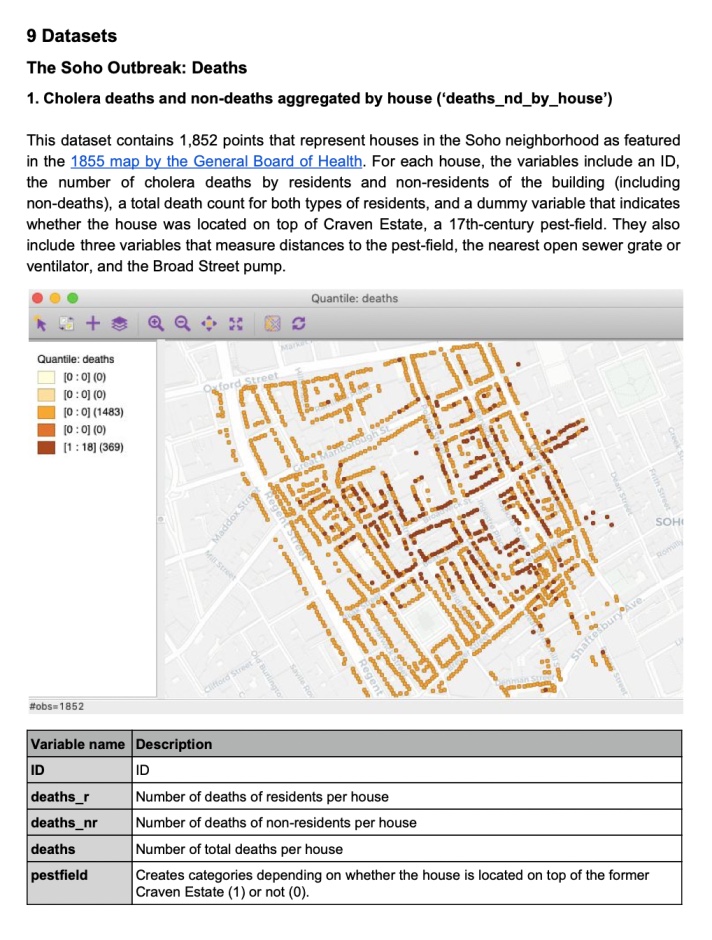 9 Datasets
The Soho Outbreak: Deaths
1. Cholera deaths and non-deaths aggregated by house (‘deaths_nd_by_house’)
This dataset contains 1,852 points that represent houses in the Soho neighborhood as featured
in the 1855 map by the General Board of Health. For each house, the variables include an ID,
the number of cholera deaths by residents and non-residents of the building (including
non-deaths), a total death count for both types of residents, and a dummy variable that indicates
whether the house was located on top of Craven Estate, a 17th-century pest-field. They also
include three variables that measure distances to the pest-field, the nearest open sewer grate or
ventilator, and the Broad Street pump.
Quantile: deaths
Quantile: deaths
[0 : 0] (0)
[0 : 0] (0)
[0 : 0] (1483)
[0 : 0] (0)
[1 : 18] (369)
Oxford Street
Great Marlborough St
Maddox Street
Regent Street
Mill Street
Dean Street
Frith Street
SOHO
Romilly
Shaftesbury Ave
Clifford Street
Old Burlington
Regent
Street
#obs=1852
Variable name Description
ID ID
deaths_r Number of deaths of residents per house
deaths_nr Number of deaths of non-residents per house
deaths Number of total deaths per house
pestfield Creates categories depending on whether the house is located on top of the former
Craven Estate (1) or not (0).